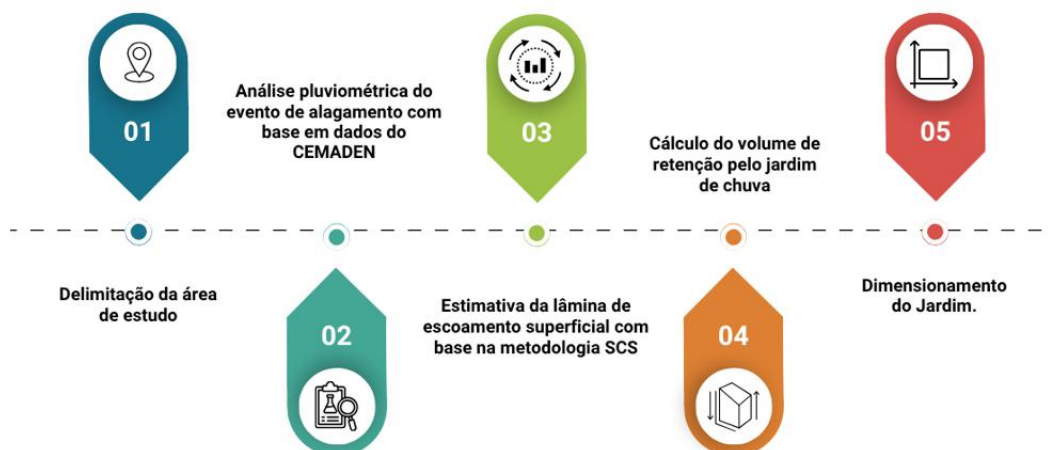 01
Delimitação da área
de estudo
Análise pluviométrica do
evento de alagamento com
base em dados do
CEMADEN
02
03
Estimativa da lâmina de
escoamento superficial com
base na metodologia SCS
Cálculo do volume de
retenção pelo jardim
de chuva
04
05
Dimensionamento
do Jardim.